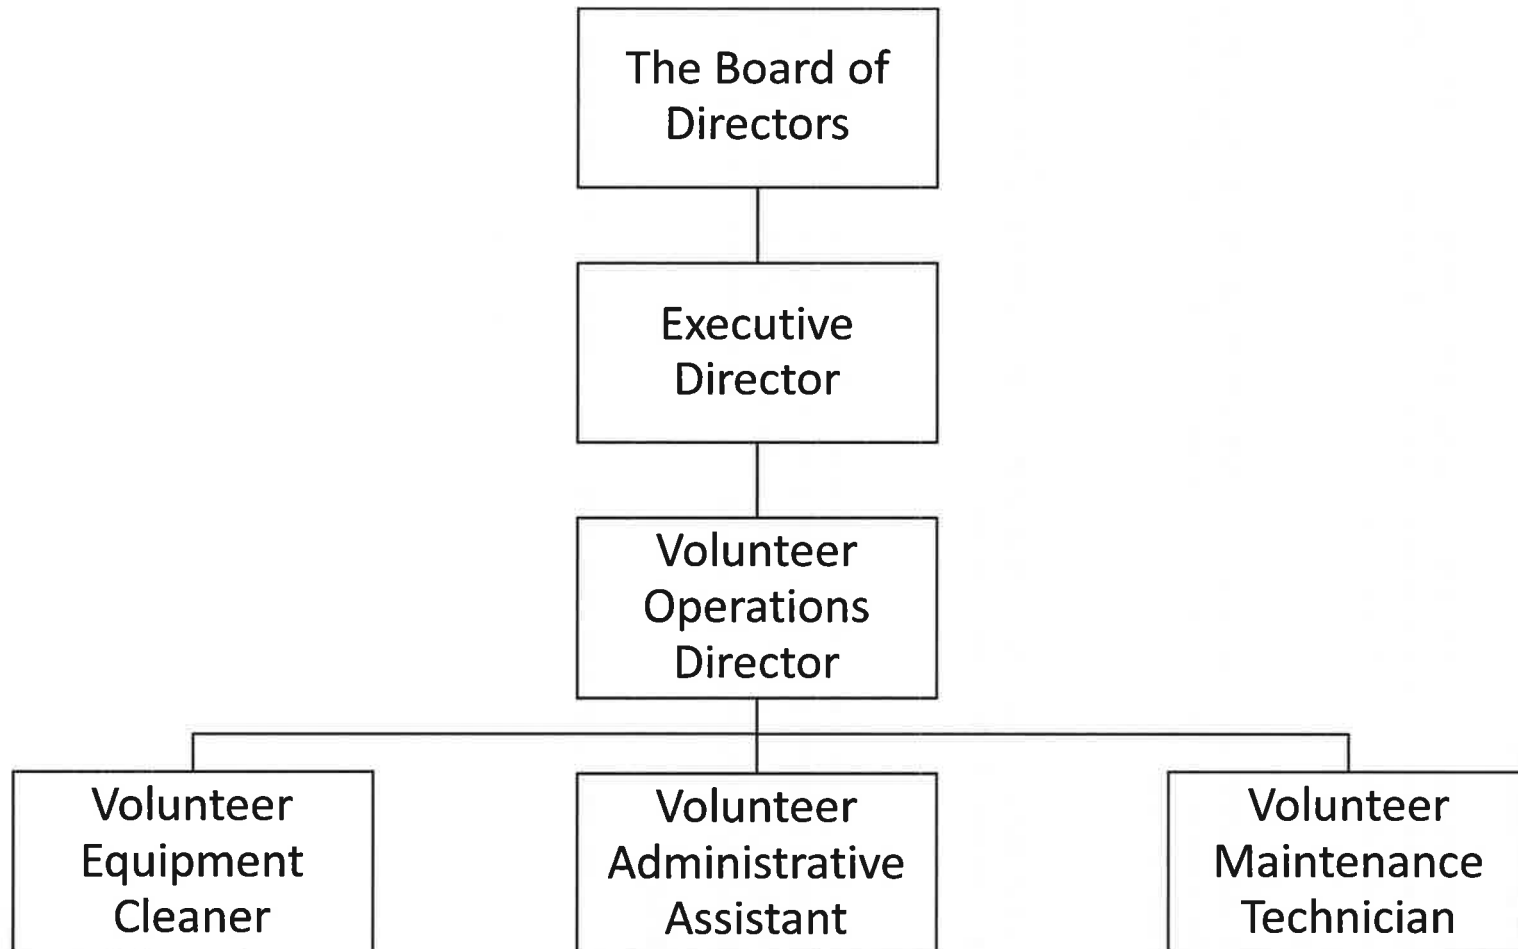 The Board of
Directors
Executive
Director
Volunteer
Operations
Director
Volunteer
Equipment
Cleaner
Volunteer
Administrative
Assistant
Volunteer
Maintenance
Technician